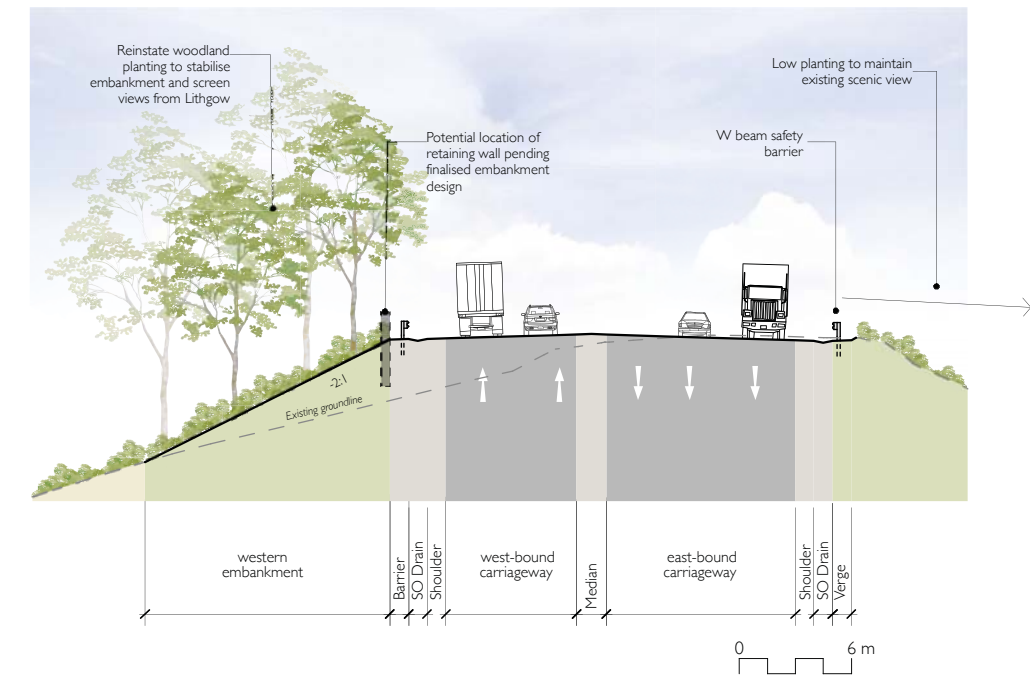 Reinstate woodland
planting to stabilise
embankment and screen
views from Lithgow
Potential location of
retaining wall pending
finalised embankment
design
Low planting to maintain
existing scenic view
W beam safety
barrier
-2:1
Existing groundline
western
embankment
Barrier
SO Drain
Shoulder
west-bound
carriageway
Median
east-bound
carriageway
Shoulder
SO Drain
Verge
0
6 m